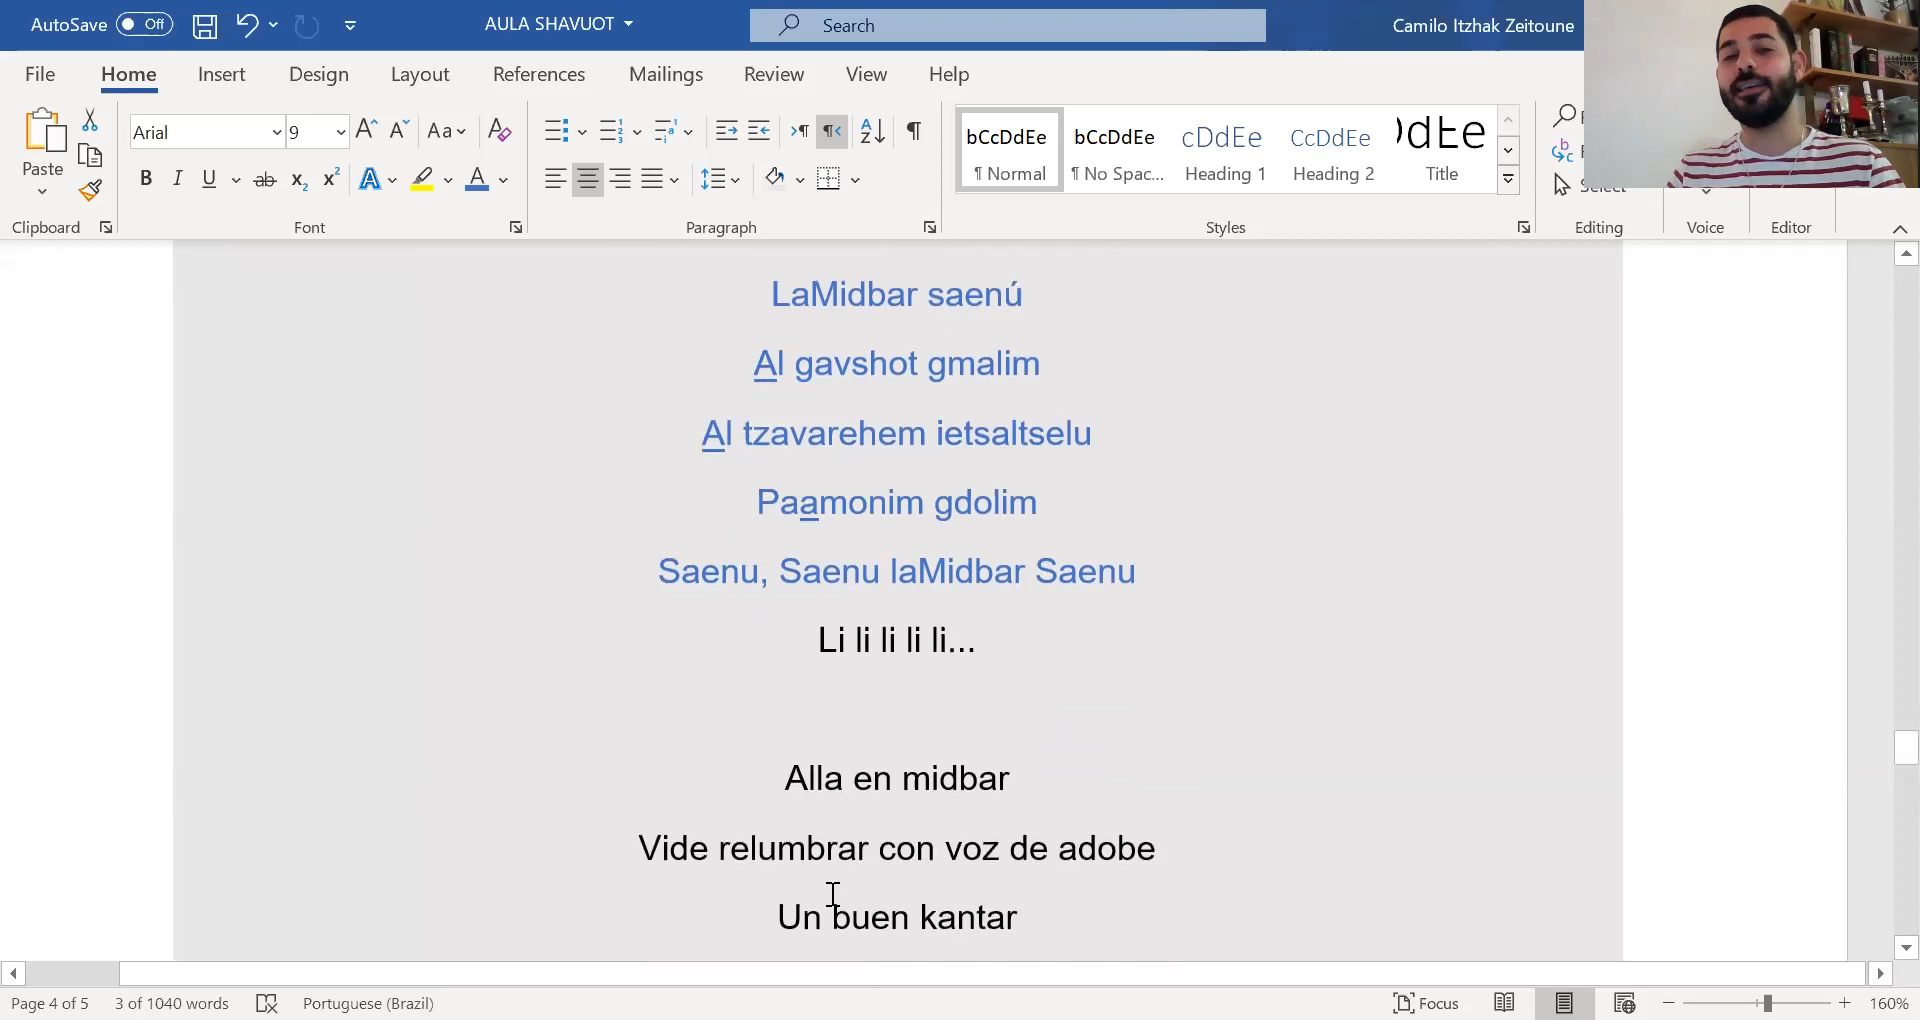 AutoSave Off AULA SHAVUOT Search Camilo Itzhak Zeitoune
File Home Insert Design Layout References Mailings Review View Help
Paste
Arial 9
Aa
bCcDdEe bCcDdEe cDdEe CcDdEe
¶ Normal ¶ No Spac... Heading 1 Heading 2 Title
Select
Clipboard Font Paragraph Styles Editing Voice Editor
LaMidbar saenú
Al gavshot gmalim
Al tzavarehem ietsaltselu
Paamonim gdolim
Saenu, Saenu laMidbar Saenu
Li li li li li...
Alla en midbar
Vide relumbrar con voz de adobe
Un buen kantar
Page 4 of 5 3 of 1040 words Portuguese (Brazil) Focus 160%